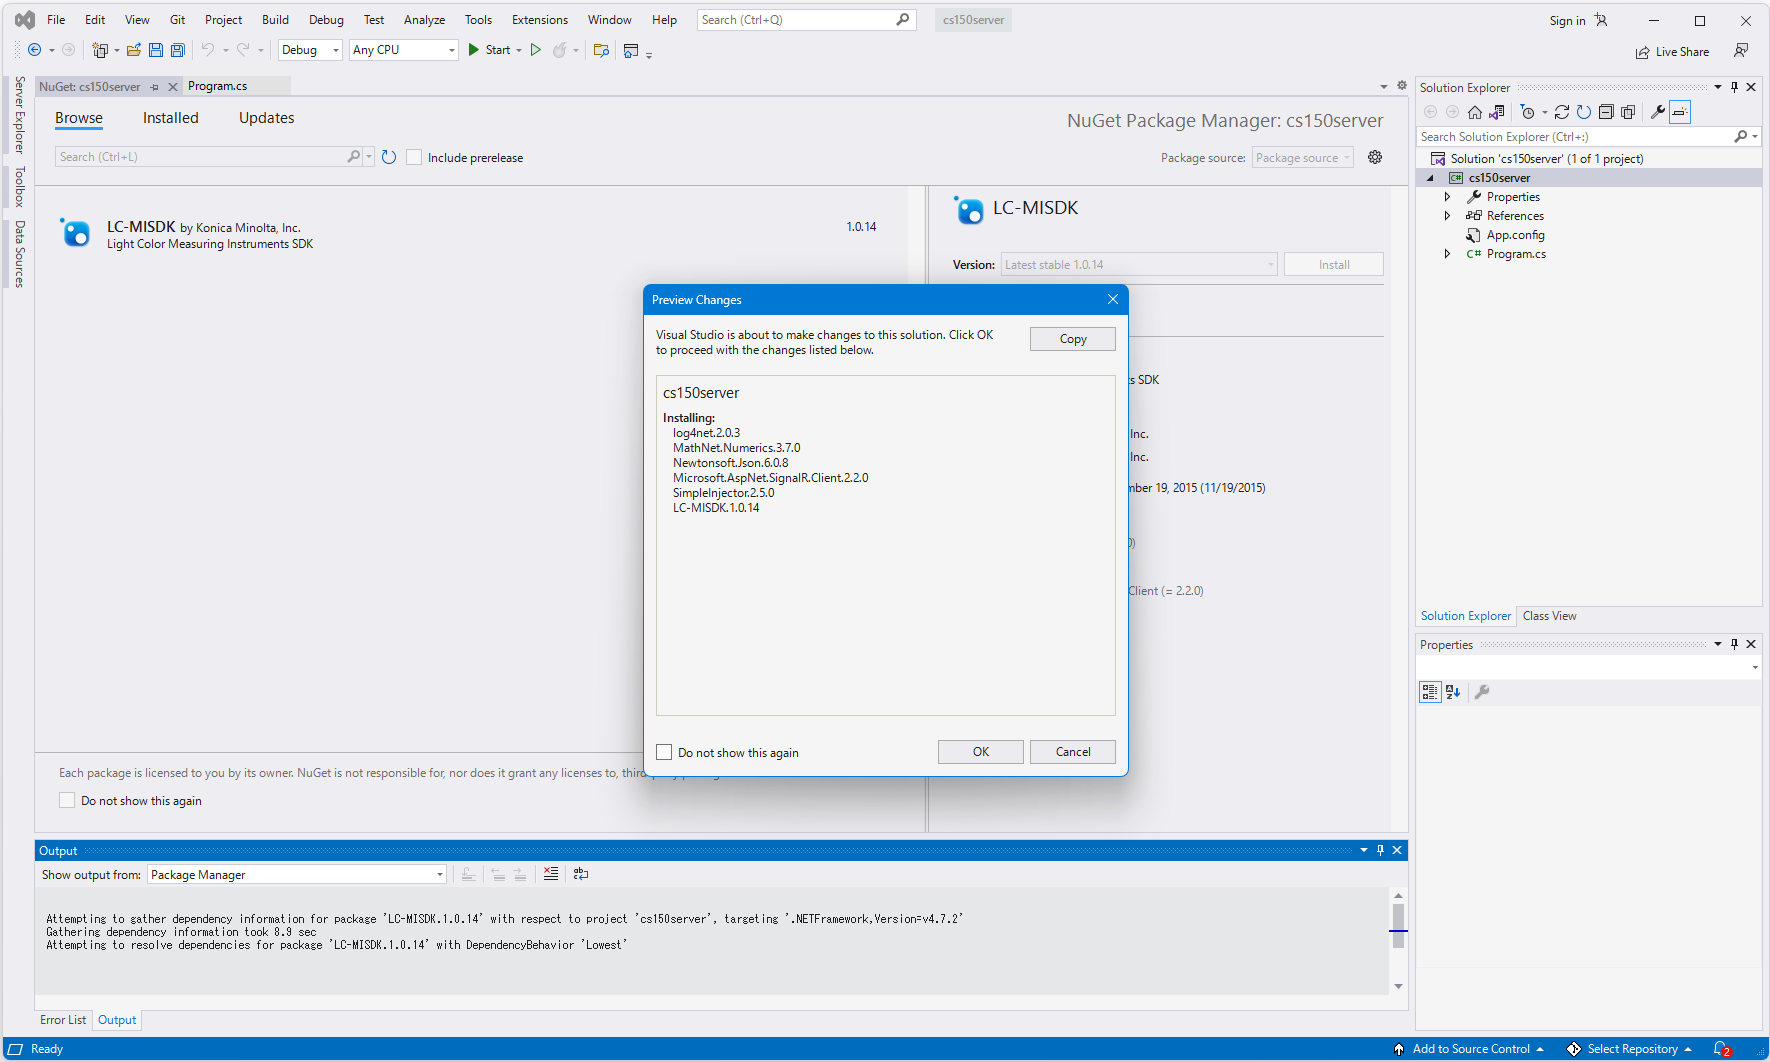 File Edit View Git Project Build Debug Test Analyze Tools Extensions Window Help Search (Ctrl+Q) cs150server Sign in
Debug Any CPU Start Live Share
Server Explorer
Toolbox
Data Sources
NuGet: cs150server Program.cs
Browse Installed Updates
NuGet Package Manager: cs150server
Search (Ctrl+L) Include prerelease
Package source: Package source
LC-MISDK by Konica Minolta, Inc. 1.0.14
Light Color Measuring Instruments SDK
LC-MISDK
Version: Latest stable 1.0.14 Install
Preview Changes
Visual Studio is about to make changes to this solution. Click OK
to proceed with the changes listed below.
Copy
cs150server
Installing:
log4net.2.0.3
MathNet.Numerics.3.7.0
Newtonsoft.Json.6.0.8
Microsoft.AspNet.SignalR.Client.2.2.0
SimpleInjector.2.5.0
LC-MISDK.1.0.14
Do not show this again OK Cancel
SDK
Inc.
Inc.
19, 2015 (11/19/2015)
Client (= 2.2.0)
Each package is licensed to you by its owner. NuGet is not responsible for, nor does it grant any licenses to,
Do not show this again
Output
Show output from: Package Manager
Attempting to gather dependency information for package 'LC-MISDK.1.0.14' with respect to project 'cs150server', targeting '.NETFramework,Version=v4.7.2'
Gathering dependency information took 8.9 sec
Attempting to resolve dependencies for package 'LC-MISDK.1.0.14' with DependencyBehavior 'Lowest'
Error List Output
Solution Explorer
Search Solution Explorer (Ctrl+:)
Solution 'cs150server' (1 of 1 project)
C# cs150server
Properties
References
App.config
C# Program.cs
Solution Explorer Class View
Properties
Ready Add to Source Control Select Repository 2